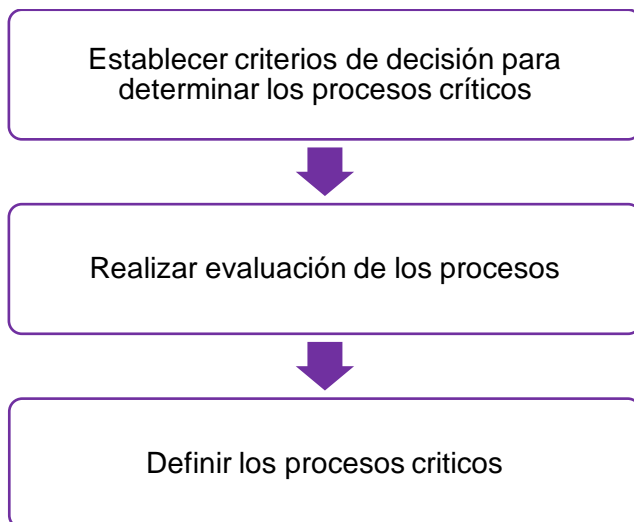 Establecer criterios de decisión para
determinar los procesos críticos
Realizar evaluación de los procesos
Definir los procesos criticos